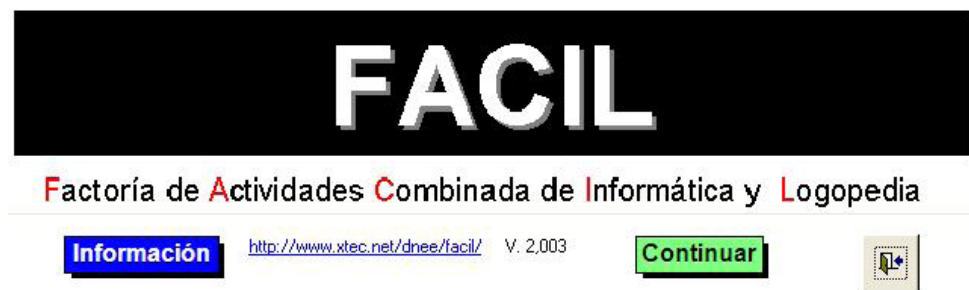 FACIL
Factoría de Actividades Combinada de Informática y Logopedia
Información http://www.xtec.net/dnee/facil/ V. 2,003 Continuar